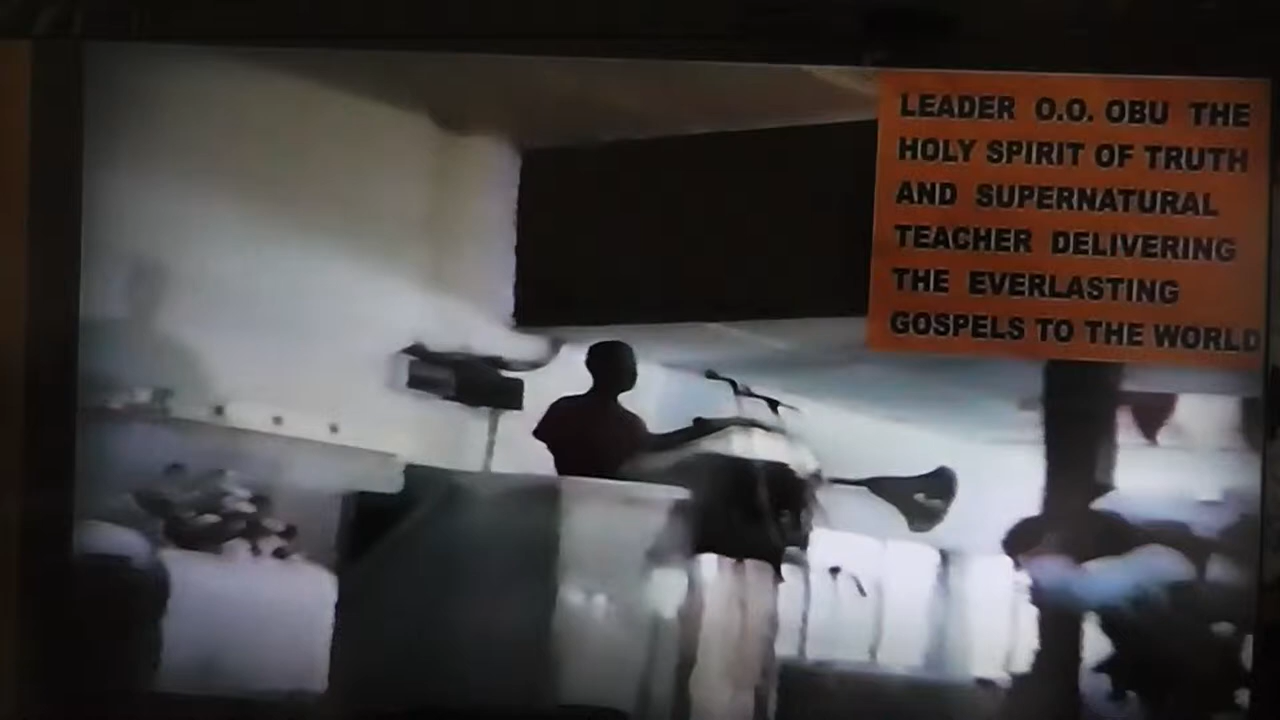 LEADER O.O. OBU THE
HOLY SPIRIT OF TRUTH
AND SUPERNATURAL
TEACHER DELIVERING
THE EVERLASTING
GOSPELS TO THE WORLD